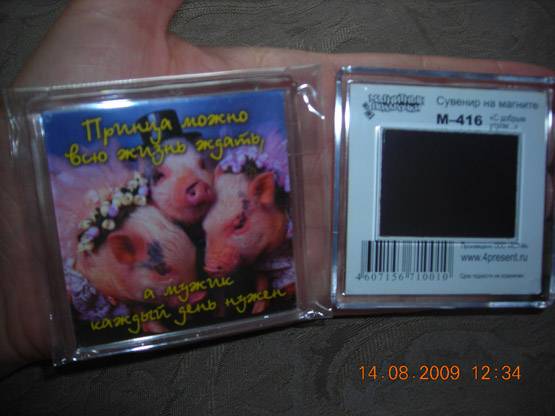 Принца можно
всю жизнь ждать,
а мужик
каждый день нужен
Сувенир на магните
М–416
«С добрым
www.4present.ru
4607156710010
14.08.2009 12:34